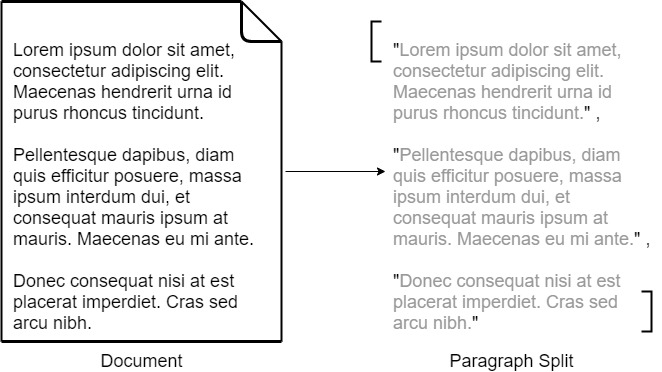 Lorem ipsum dolor sit amet,
consectetur adipiscing elit.
Maecenas hendrerit urna id
purus rhoncus tincidunt.
Pellentesque dapibus, diam
quis efficitur posuere, massa
ipsum interdum dui, et
consequat mauris ipsum at
mauris. Maecenas eu mi ante.
Donec consequat nisi at est
placerat imperdiet. Cras sed
arcu nibh.
Document
[
"Lorem ipsum dolor sit amet,
consectetur adipiscing elit.
Maecenas hendrerit urna id
purus rhoncus tincidunt." ,
"Pellentesque dapibus, diam
quis efficitur posuere, massa
ipsum interdum dui, et
consequat mauris ipsum at
mauris. Maecenas eu mi ante." ,
"Donec consequat nisi at est
placerat imperdiet. Cras sed
arcu nibh."
]
Paragraph Split